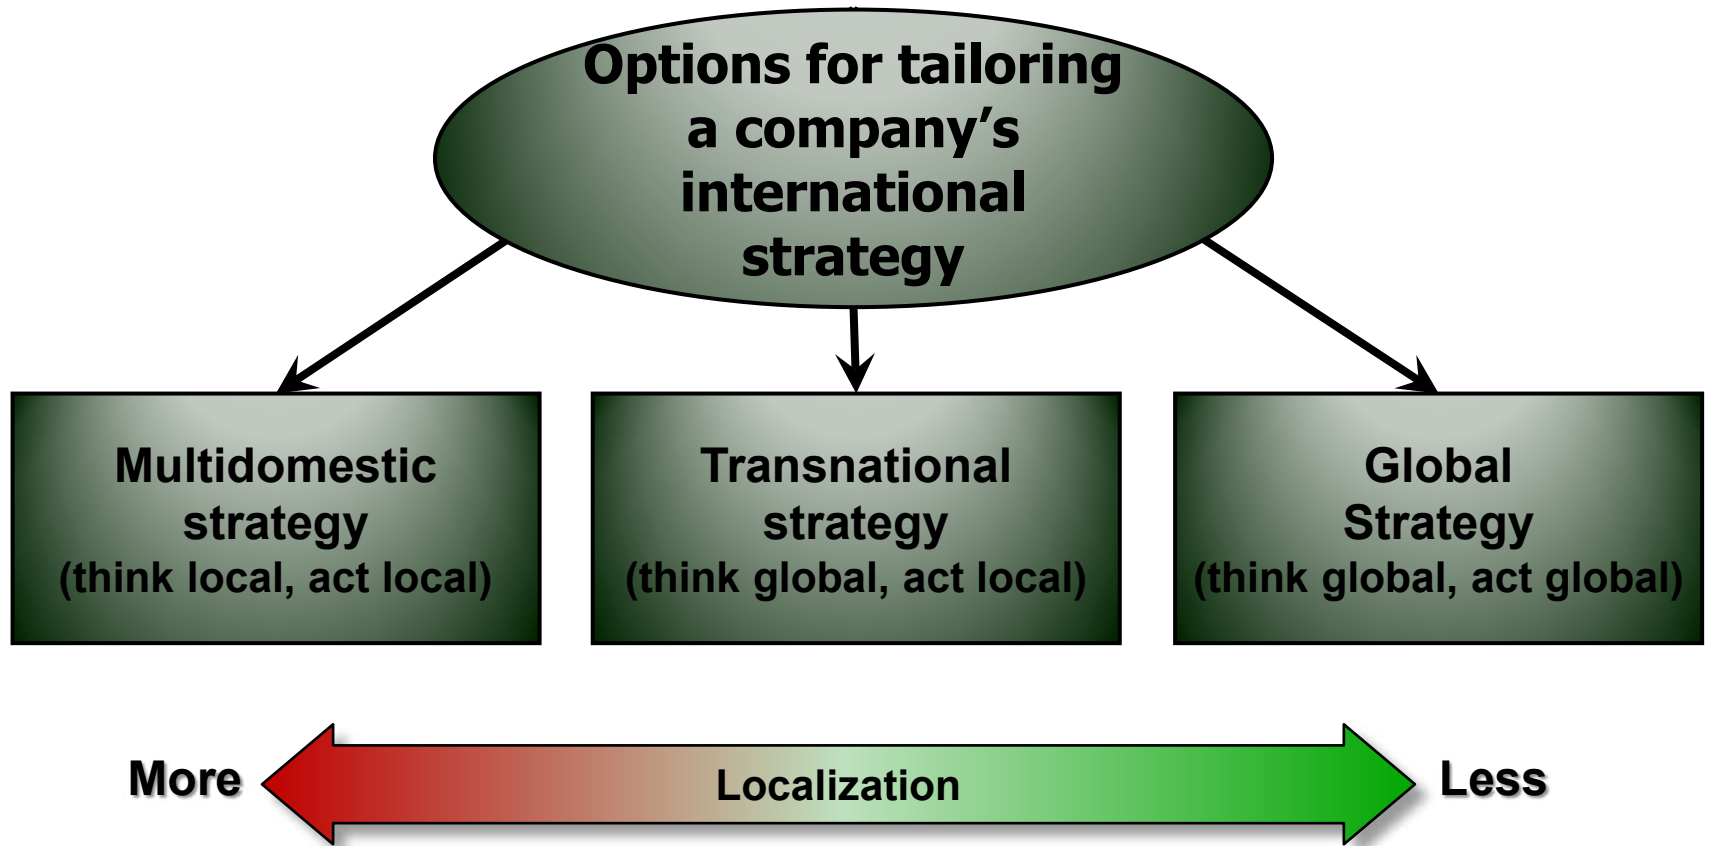 Options for tailoring
a company’s
international
strategy
Multidomestic
strategy
(think local, act local)
Transnational
strategy
(think global, act local)
Global
Strategy
(think global, act global)
More
Localization
Less